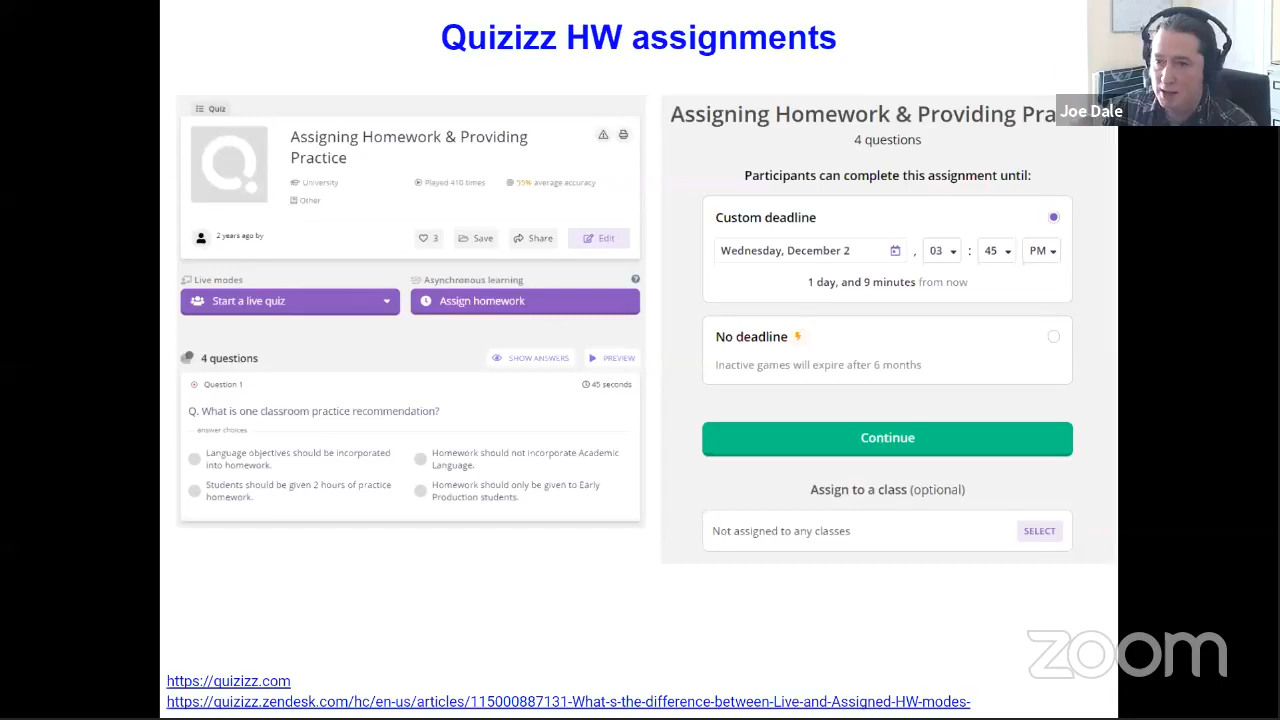 Quizizz HW assignments
Joe Dale
Quiz
Assigning Homework & Providing
Practice
University
Played 410 times
55% average accuracy
Other
2 years ago by
3
Save
Share
Edit
Live modes
Asynchronous learning
Start a live quiz
Assign homework
4 questions
SHOW ANSWERS
PREVIEW
Question 1
45 seconds
Q. What is one classroom practice recommendation?
answer choices
Language objectives should be incorporated
into homework.
Homework should not incorporate Academic
Language.
Students should be given 2 hours of practice
homework.
Homework should only be given to Early
Production students.
Assigning Homework & Providing Pra
4 questions
Participants can complete this assignment until:
Custom deadline
Wednesday, December 2 , 03 : 45 PM
1 day, and 9 minutes from now
No deadline
Inactive games will expire after 6 months
Continue
Assign to a class (optional)
Not assigned to any classes
SELECT
zoom
https://quizizz.com
https://quizizz.zendesk.com/hc/en-us/articles/115000887131-What-s-the-difference-between-Live-and-Assigned-HW-modes-